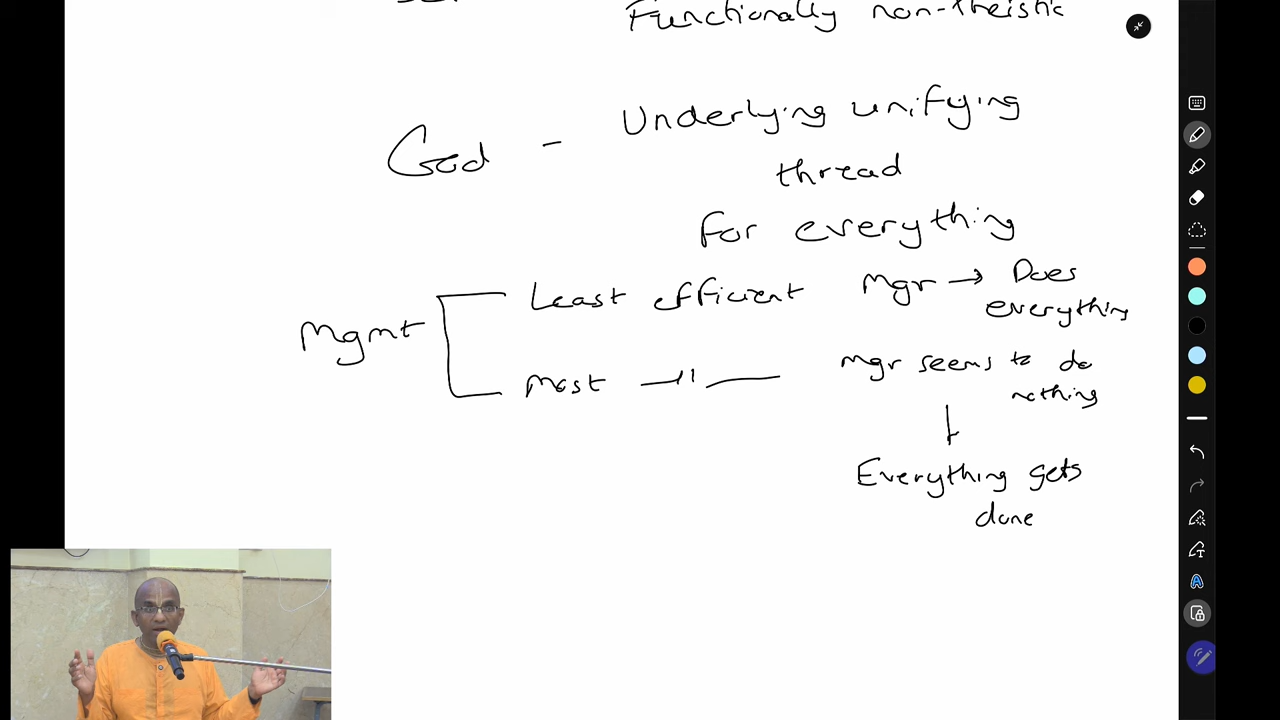 Functionally non-theistic
God - Underlying unifying
thread
for everything
Mgmt
Least efficient Mgr → Does
everything
Most —"— Mgr seems to do
nothing
Everything gets
done